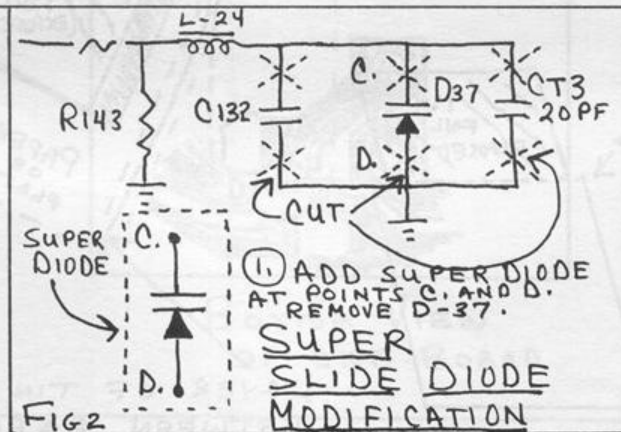 L-24
R143
C132
C.
D37
D.
CT3
20PF
CUT
SUPER
DIODE
C.
D.
1. ADD SUPER DIODE
AT POINTS C. AND D.
REMOVE D-37.
SUPER
SLIDE DIODE
MODIFICATION
FIG2